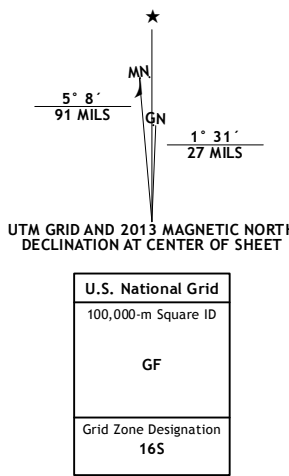 ★
MN
5° 8´
91 MILS
GN
1° 31´
27 MILS
UTM GRID AND 2013 MAGNETIC NORTH
DECLINATION AT CENTER OF SHEET
U.S. National Grid
100,000-m Square ID
GF
Grid Zone Designation
16S